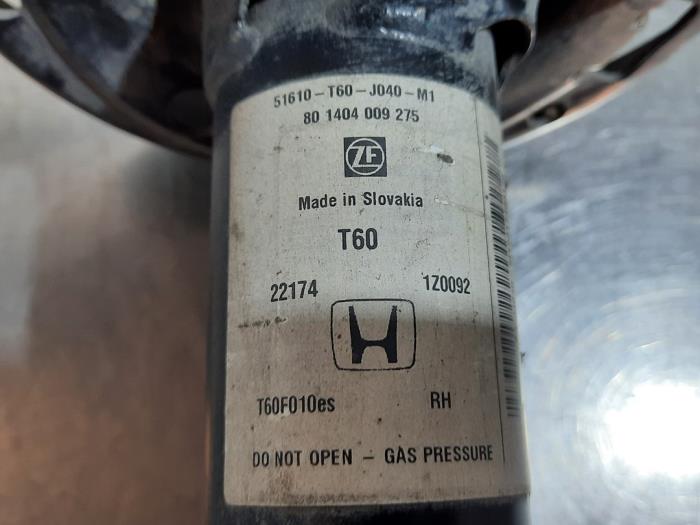 51610-T60-J040-M1
80 1404 009 275
ZF
Made in Slovakia
T60
22174 1Z0092
T60F010es RH
DO NOT OPEN - GAS PRESSURE